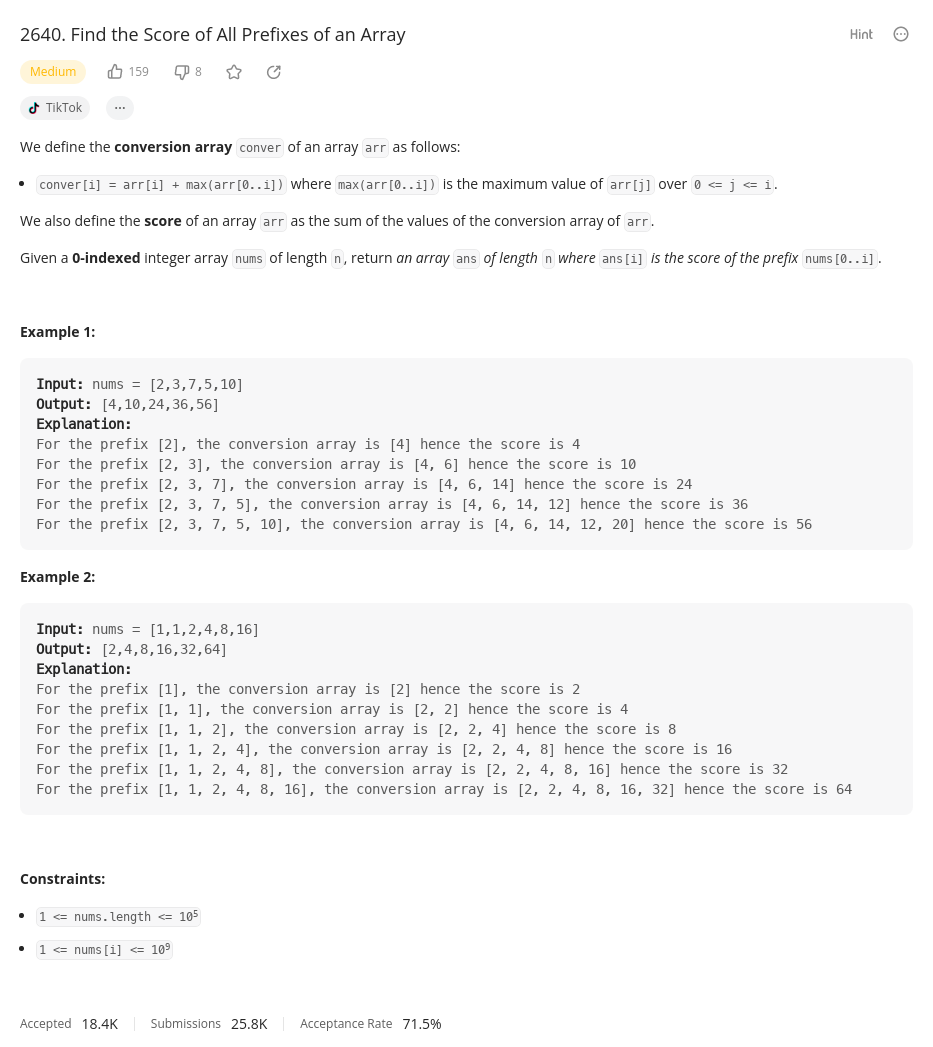 2640. Find the Score of All Prefixes of an Array
Hint
Medium 159 8
TikTok ...
We define the conversion array conver of an array arr as follows:
• conver[i] = arr[i] + max(arr[0..i]) where max(arr[0..i]) is the maximum value of arr[j] over 0 <= j <= i.
We also define the score of an array arr as the sum of the values of the conversion array of arr.
Given a 0-indexed integer array nums of length n, return an array ans of length n where ans[i] is the score of the prefix nums[0..i].
Example 1:
Input: nums = [2,3,7,5,10]
Output: [4,10,24,36,56]
Explanation:
For the prefix [2], the conversion array is [4] hence the score is 4
For the prefix [2, 3], the conversion array is [4, 6] hence the score is 10
For the prefix [2, 3, 7], the conversion array is [4, 6, 14] hence the score is 24
For the prefix [2, 3, 7, 5], the conversion array is [4, 6, 14, 12] hence the score is 36
For the prefix [2, 3, 7, 5, 10], the conversion array is [4, 6, 14, 12, 20] hence the score is 56
Example 2:
Input: nums = [1,1,2,4,8,16]
Output: [2,4,8,16,32,64]
Explanation:
For the prefix [1], the conversion array is [2] hence the score is 2
For the prefix [1, 1], the conversion array is [2, 2] hence the score is 4
For the prefix [1, 1, 2], the conversion array is [2, 2, 4] hence the score is 8
For the prefix [1, 1, 2, 4], the conversion array is [2, 2, 4, 8] hence the score is 16
For the prefix [1, 1, 2, 4, 8], the conversion array is [2, 2, 4, 8, 16] hence the score is 32
For the prefix [1, 1, 2, 4, 8, 16], the conversion array is [2, 2, 4, 8, 16, 32] hence the score is 64
Constraints:
• 1 <= nums.length <= 10⁵
• 1 <= nums[i] <= 10⁹
Accepted 18.4K Submissions 25.8K Acceptance Rate 71.5%